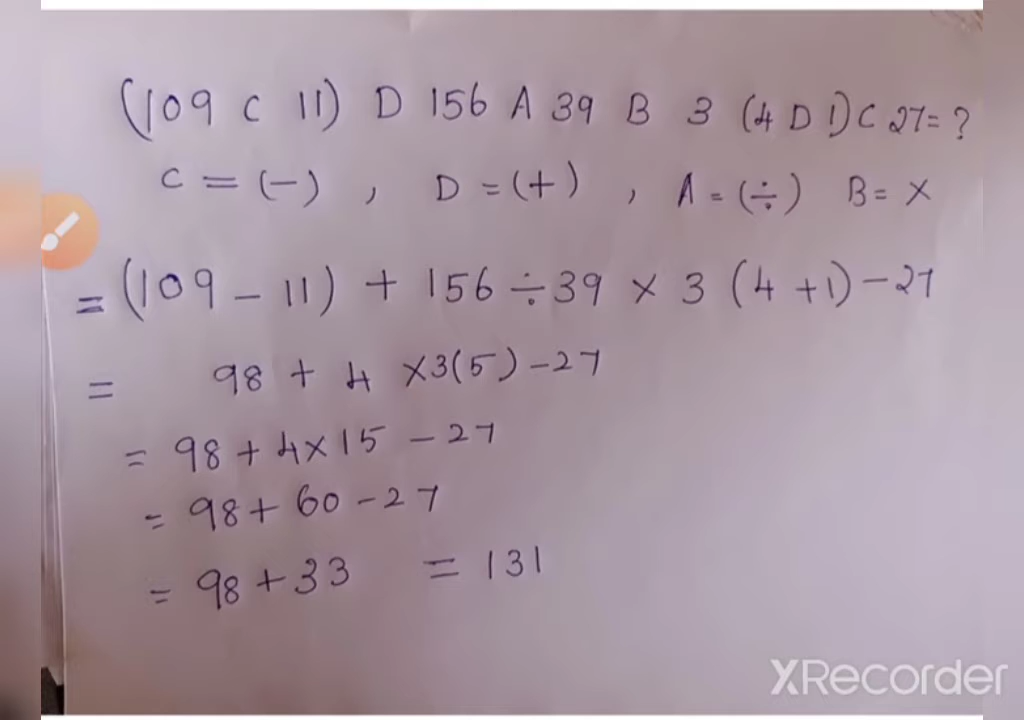 (109 C 11) D 156 A 39 B 3 (4 D 1) C 27 = ?
C = (-) , D = (+) , A = (÷) B = ×
= (109 - 11) + 156 ÷ 39 × 3 (4 + 1) - 27
= 98 + 4 × 3(5) - 27
= 98 + 4 × 15 - 27
= 98 + 60 - 27
= 98 + 33 = 131
XRecorder